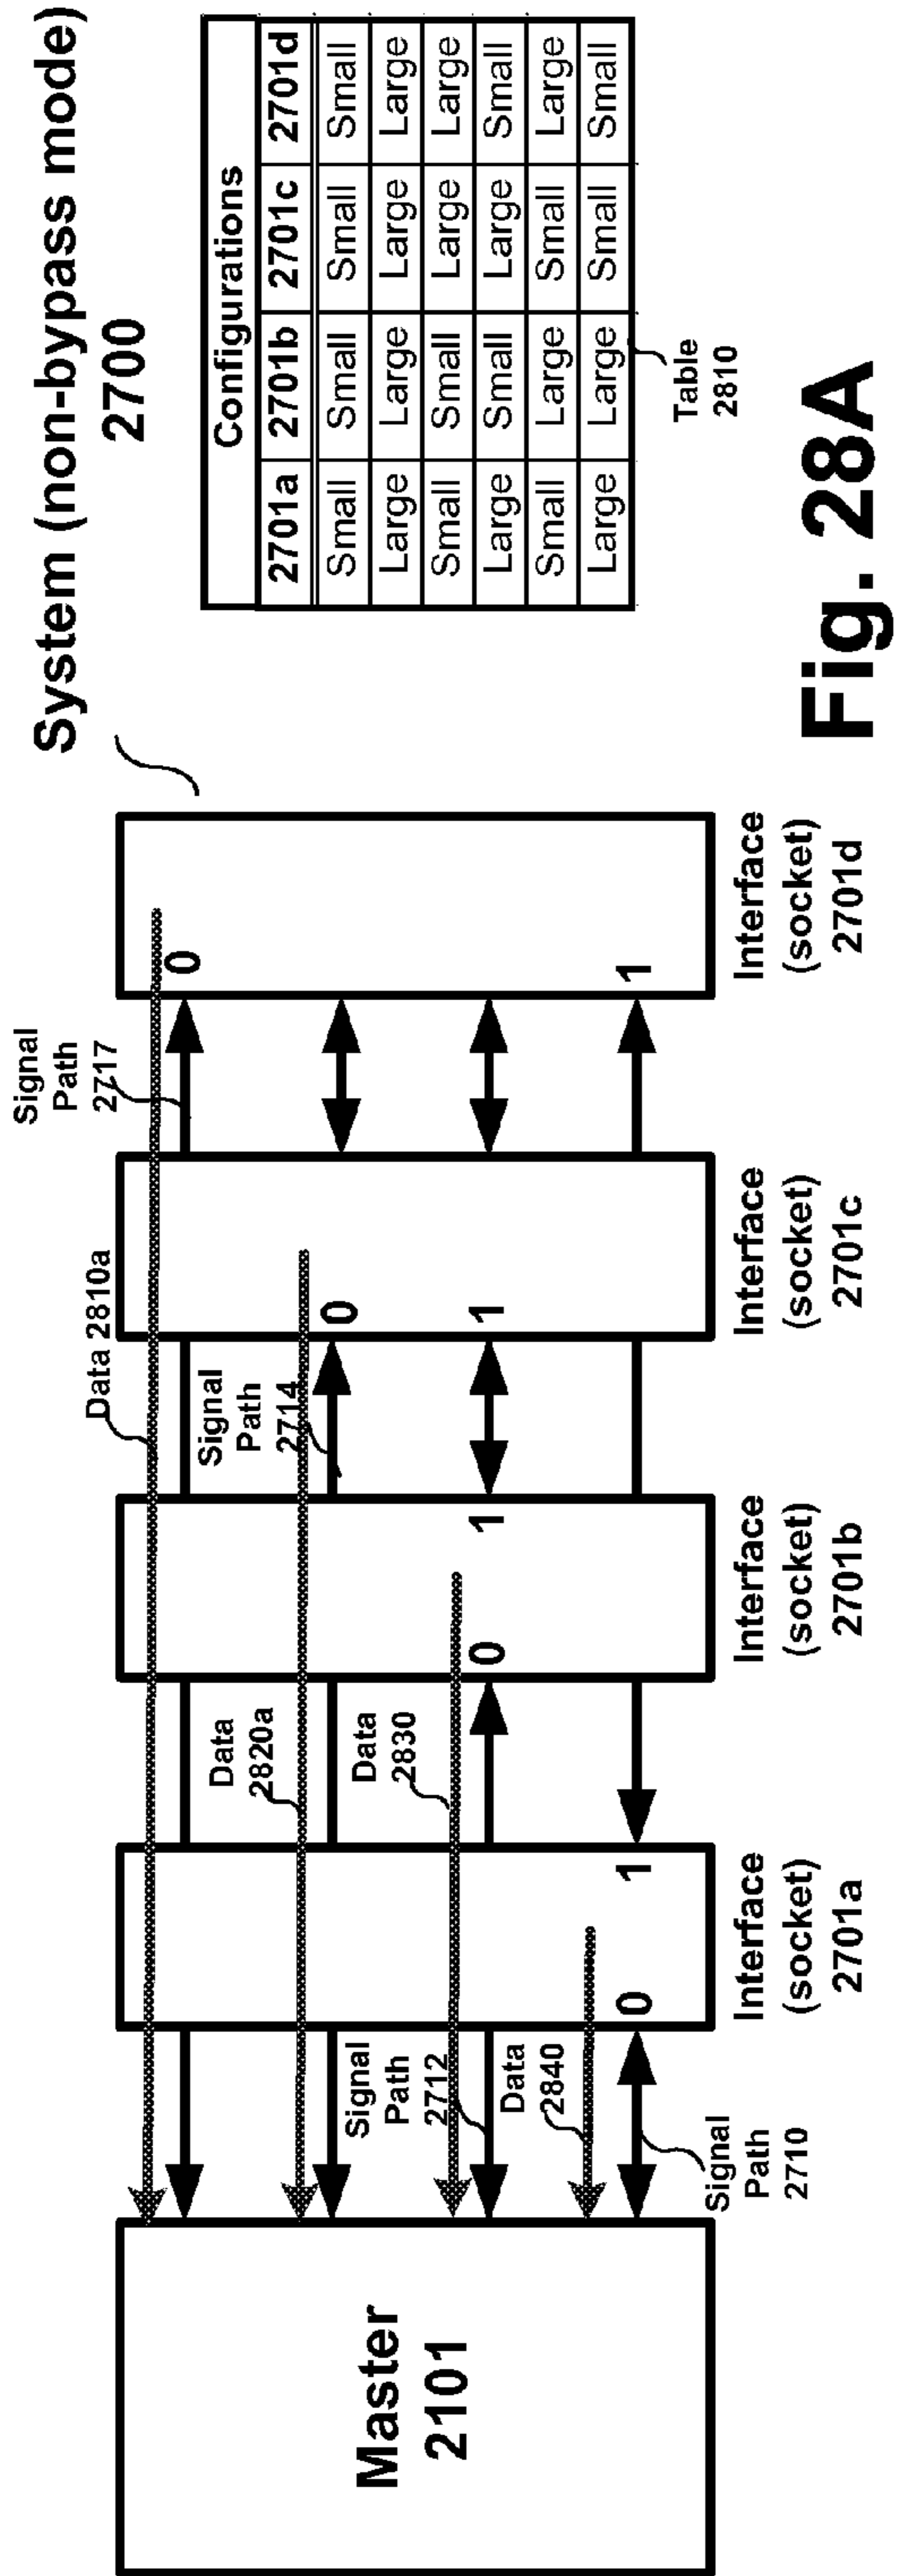 System (non-bypass mode)
2700
Configurations
2701a 2701b 2701c 2701d
Small Small Small Small
Large Large Large Large
Small Small Large Large
Large Small Large Small
Small Large Small Large
Large Large Small Small
Table
2810
Fig. 28A
Master
2101
Signal
Path
2710
Signal
Path
2712
Data
2840
0
1
Interface
(socket)
2701a
Data
2820a
Data
2830
0
1
Interface
(socket)
2701b
Data 2810a
Signal
Path
2714
0
1
Interface
(socket)
2701c
Signal
Path
2717
0
1
Interface
(socket)
2701d